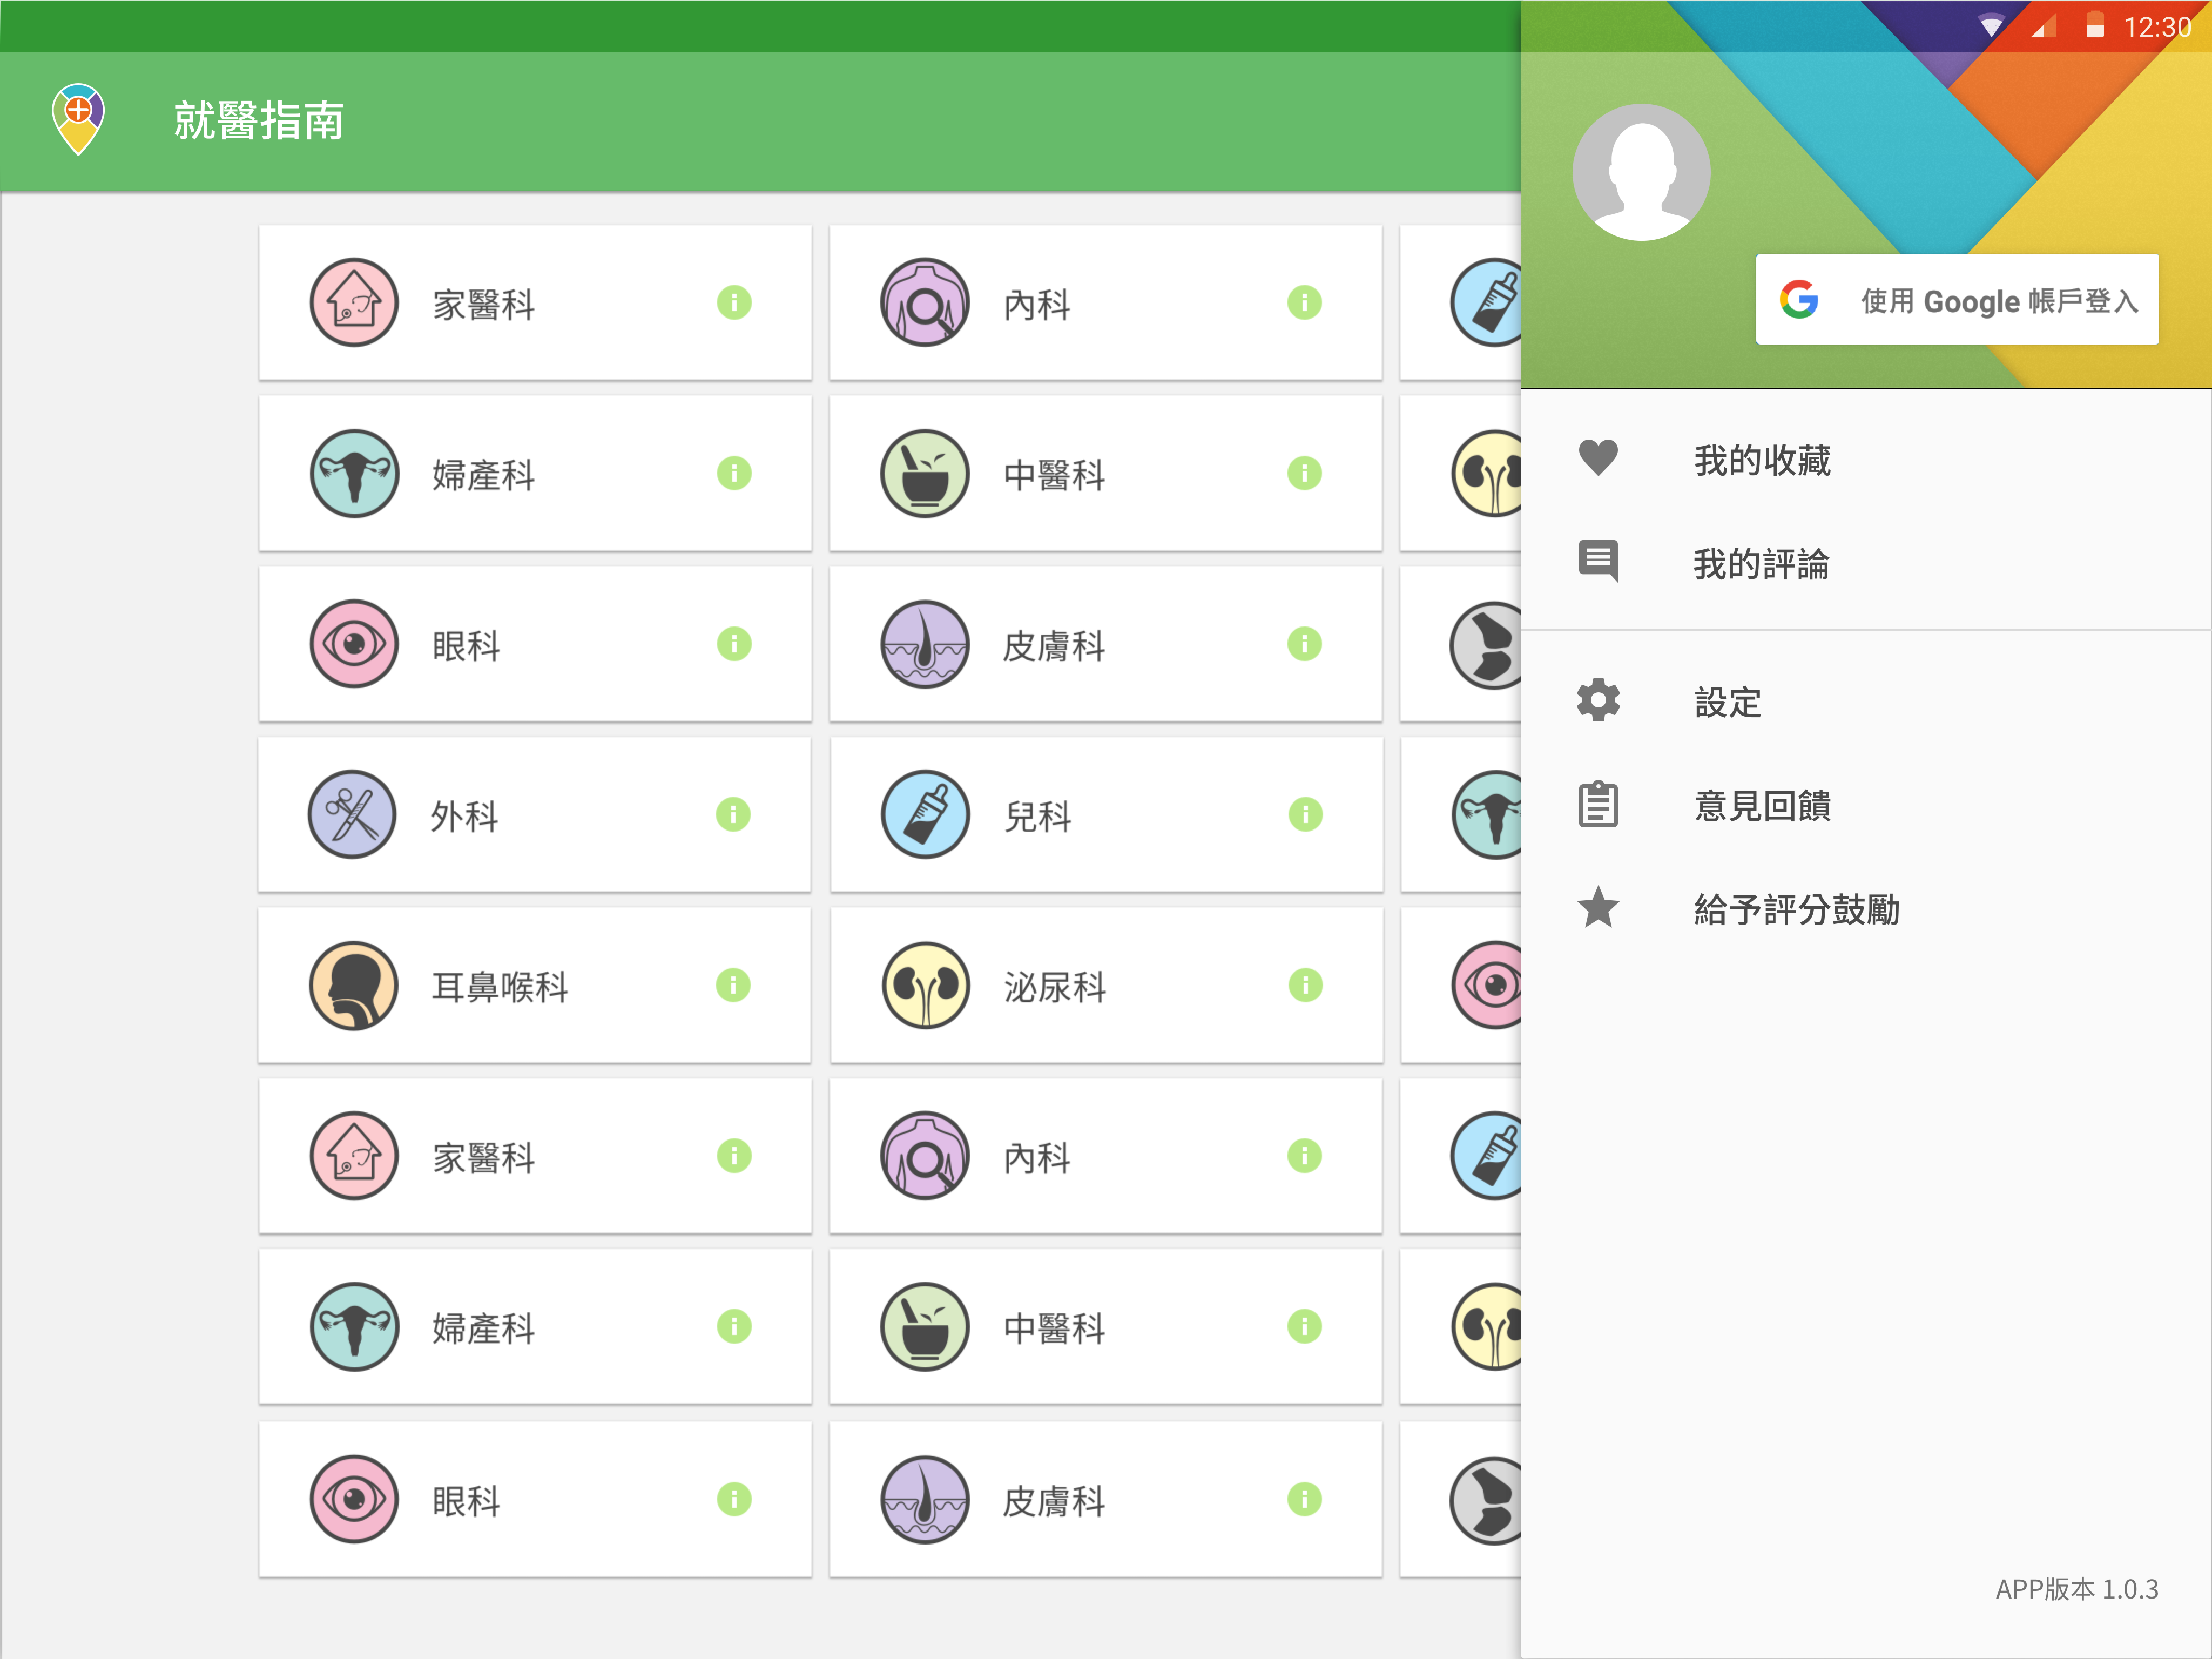 12:30
就醫指南
使用 Google 帳戶登入
家醫科
內科
婦產科
中醫科
眼科
皮膚科
外科
兒科
耳鼻喉科
泌尿科
家醫科
內科
婦產科
中醫科
眼科
皮膚科
我的收藏
我的評論
設定
意見回饋
給予評分鼓勵
APP版本 1.0.3